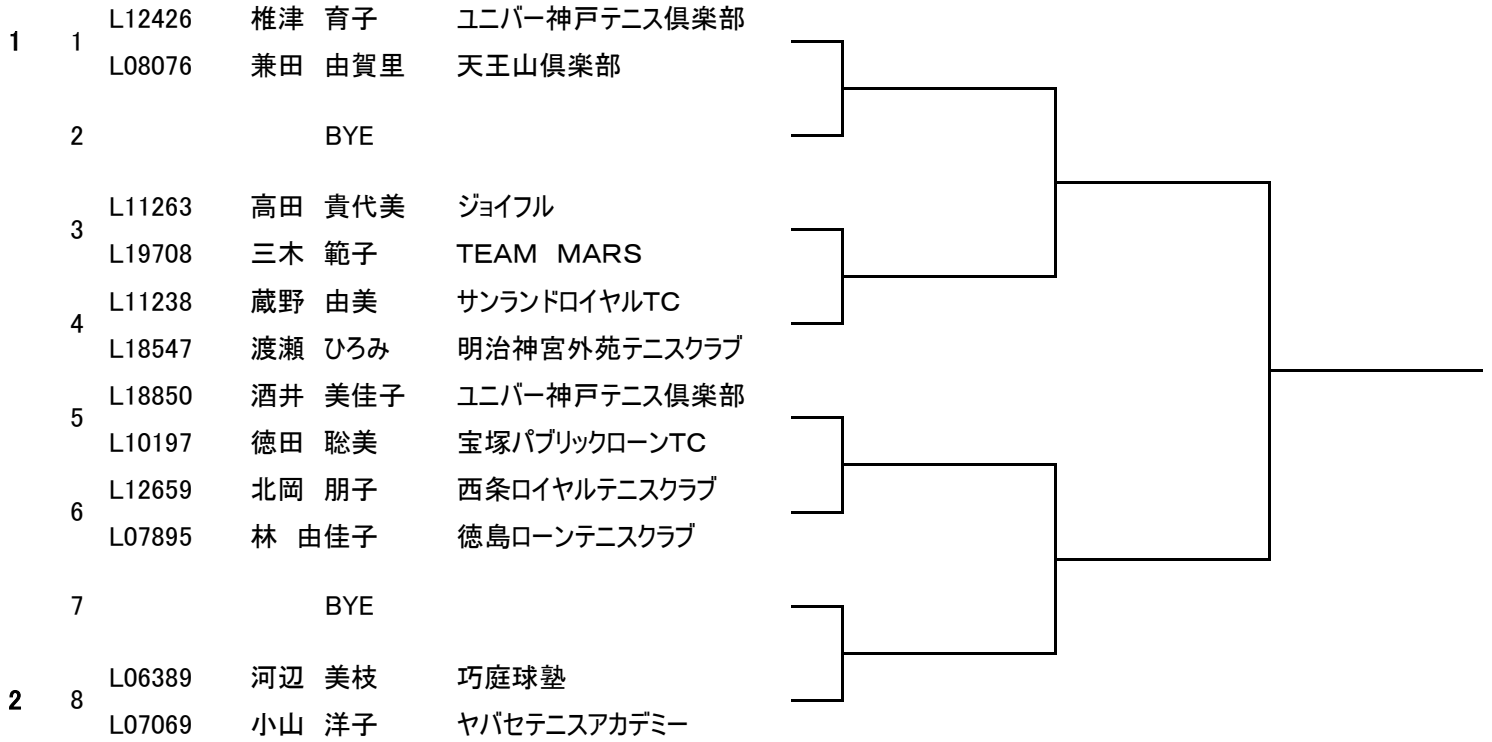 L12426 椎津 育子 ユニバー神戸テニス倶楽部
1 1
L08076 兼田 由賀里 天王山倶楽部
2 BYE
L11263 高田 貴代美 ジョイフル
3
L19708 三木 範子 TEAM MARS
L11238 蔵野 由美 サンランドロイヤルTC
4
L18547 渡瀬 ひろみ 明治神宮外苑テニスクラブ
L18850 酒井 美佳子 ユニバー神戸テニス倶楽部
5
L10197 徳田 聡美 宝塚パブリックローンTC
L12659 北岡 朋子 西条ロイヤルテニスクラブ
6
L07895 林 由佳子 徳島ローンテニスクラブ
7 BYE
L06389 河辺 美枝 巧庭球塾
2 8
L07069 小山 洋子 ヤバセテニスアカデミー